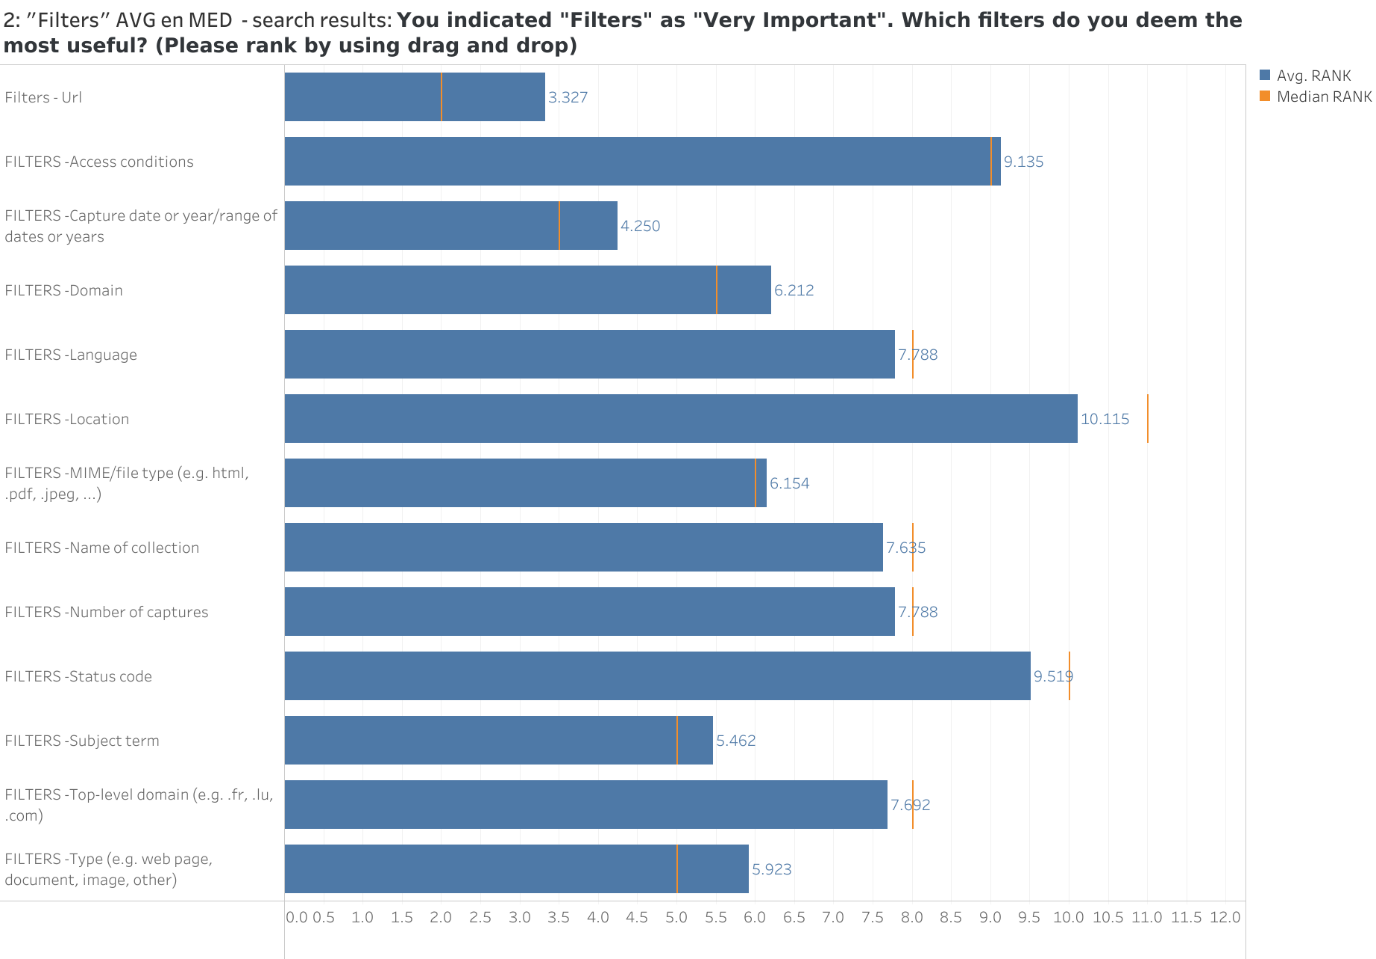 2: "Filters" AVG en MED - search results: You indicated "Filters" as "Very Important". Which filters do you deem the
most useful? (Please rank by using drag and drop)
Avg. RANK
Median RANK
Filters - Url
3.327
FILTERS -Access conditions
9.135
FILTERS -Capture date or year/range of
dates or years
4.250
FILTERS -Domain
6.212
FILTERS -Language
7.788
FILTERS -Location
10.115
FILTERS -MIME/file type (e.g. html,
.pdf, .jpeg, ...)
6.154
FILTERS -Name of collection
7.635
FILTERS -Number of captures
7.788
FILTERS -Status code
9.519
FILTERS -Subject term
5.462
FILTERS -Top-level domain (e.g. .fr, .lu,
.com)
7.692
FILTERS -Type (e.g. web page,
document, image, other)
5.923
0.0 0.5 1.0 1.5 2.0 2.5 3.0 3.5 4.0 4.5 5.0 5.5 6.0 6.5 7.0 7.5 8.0 8.5 9.0 9.5 10.0 10.5 11.0 11.5 12.0